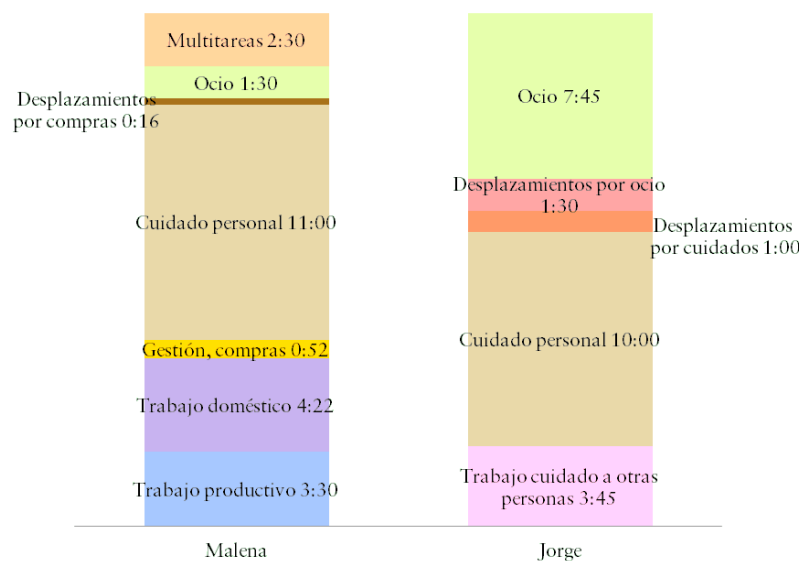 Multitareas 2:30
Ocio 1:30
Desplazamientos
por compras 0:16
Cuidado personal 11:00
Gestión, compras 0:52
Trabajo doméstico 4:22
Trabajo productivo 3:30
Malena
Ocio 7:45
Desplazamientos por ocio
1:30
Desplazamientos
por cuidados 1:00
Cuidado personal 10:00
Trabajo cuidado a otras
personas 3:45
Jorge